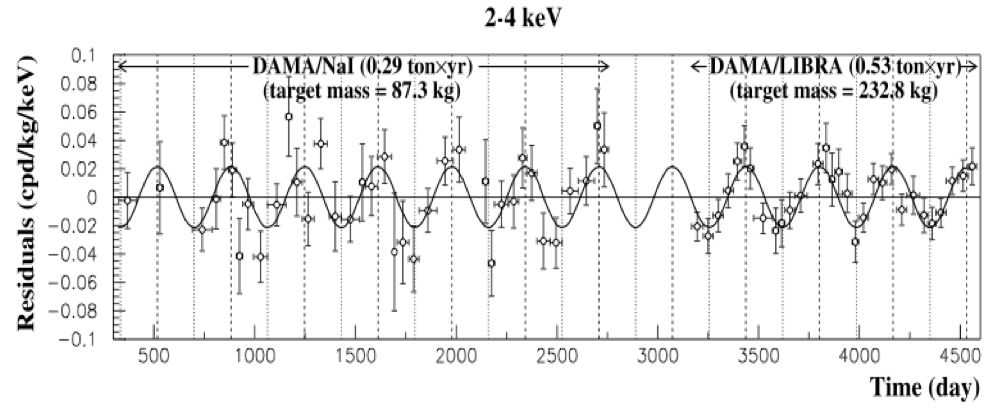 2-4 keV
Residuals (cpd/kg/keV)
0.1
0.08
0.06
0.04
0.02
0
-0.02
-0.04
-0.06
-0.08
-0.1
DAMA/NaI (0.29 ton×yr)
(target mass = 87.3 kg)
DAMA/LIBRA (0.53 ton×yr)
(target mass = 232.8 kg)
500 1000 1500 2000 2500 3000 3500 4000 4500
Time (day)